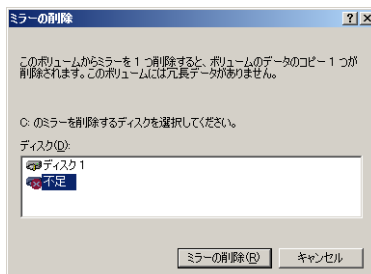 ミラーの削除
このボリュームからミラーを 1 つ削除すると、ボリュームのデータのコピー 1 つが
削除されます。このボリュームには冗長データがありません。
C: のミラーを削除するディスクを選択してください。
ディスク(D):
ディスク 1
不足
ミラーの削除(R)
キャンセル